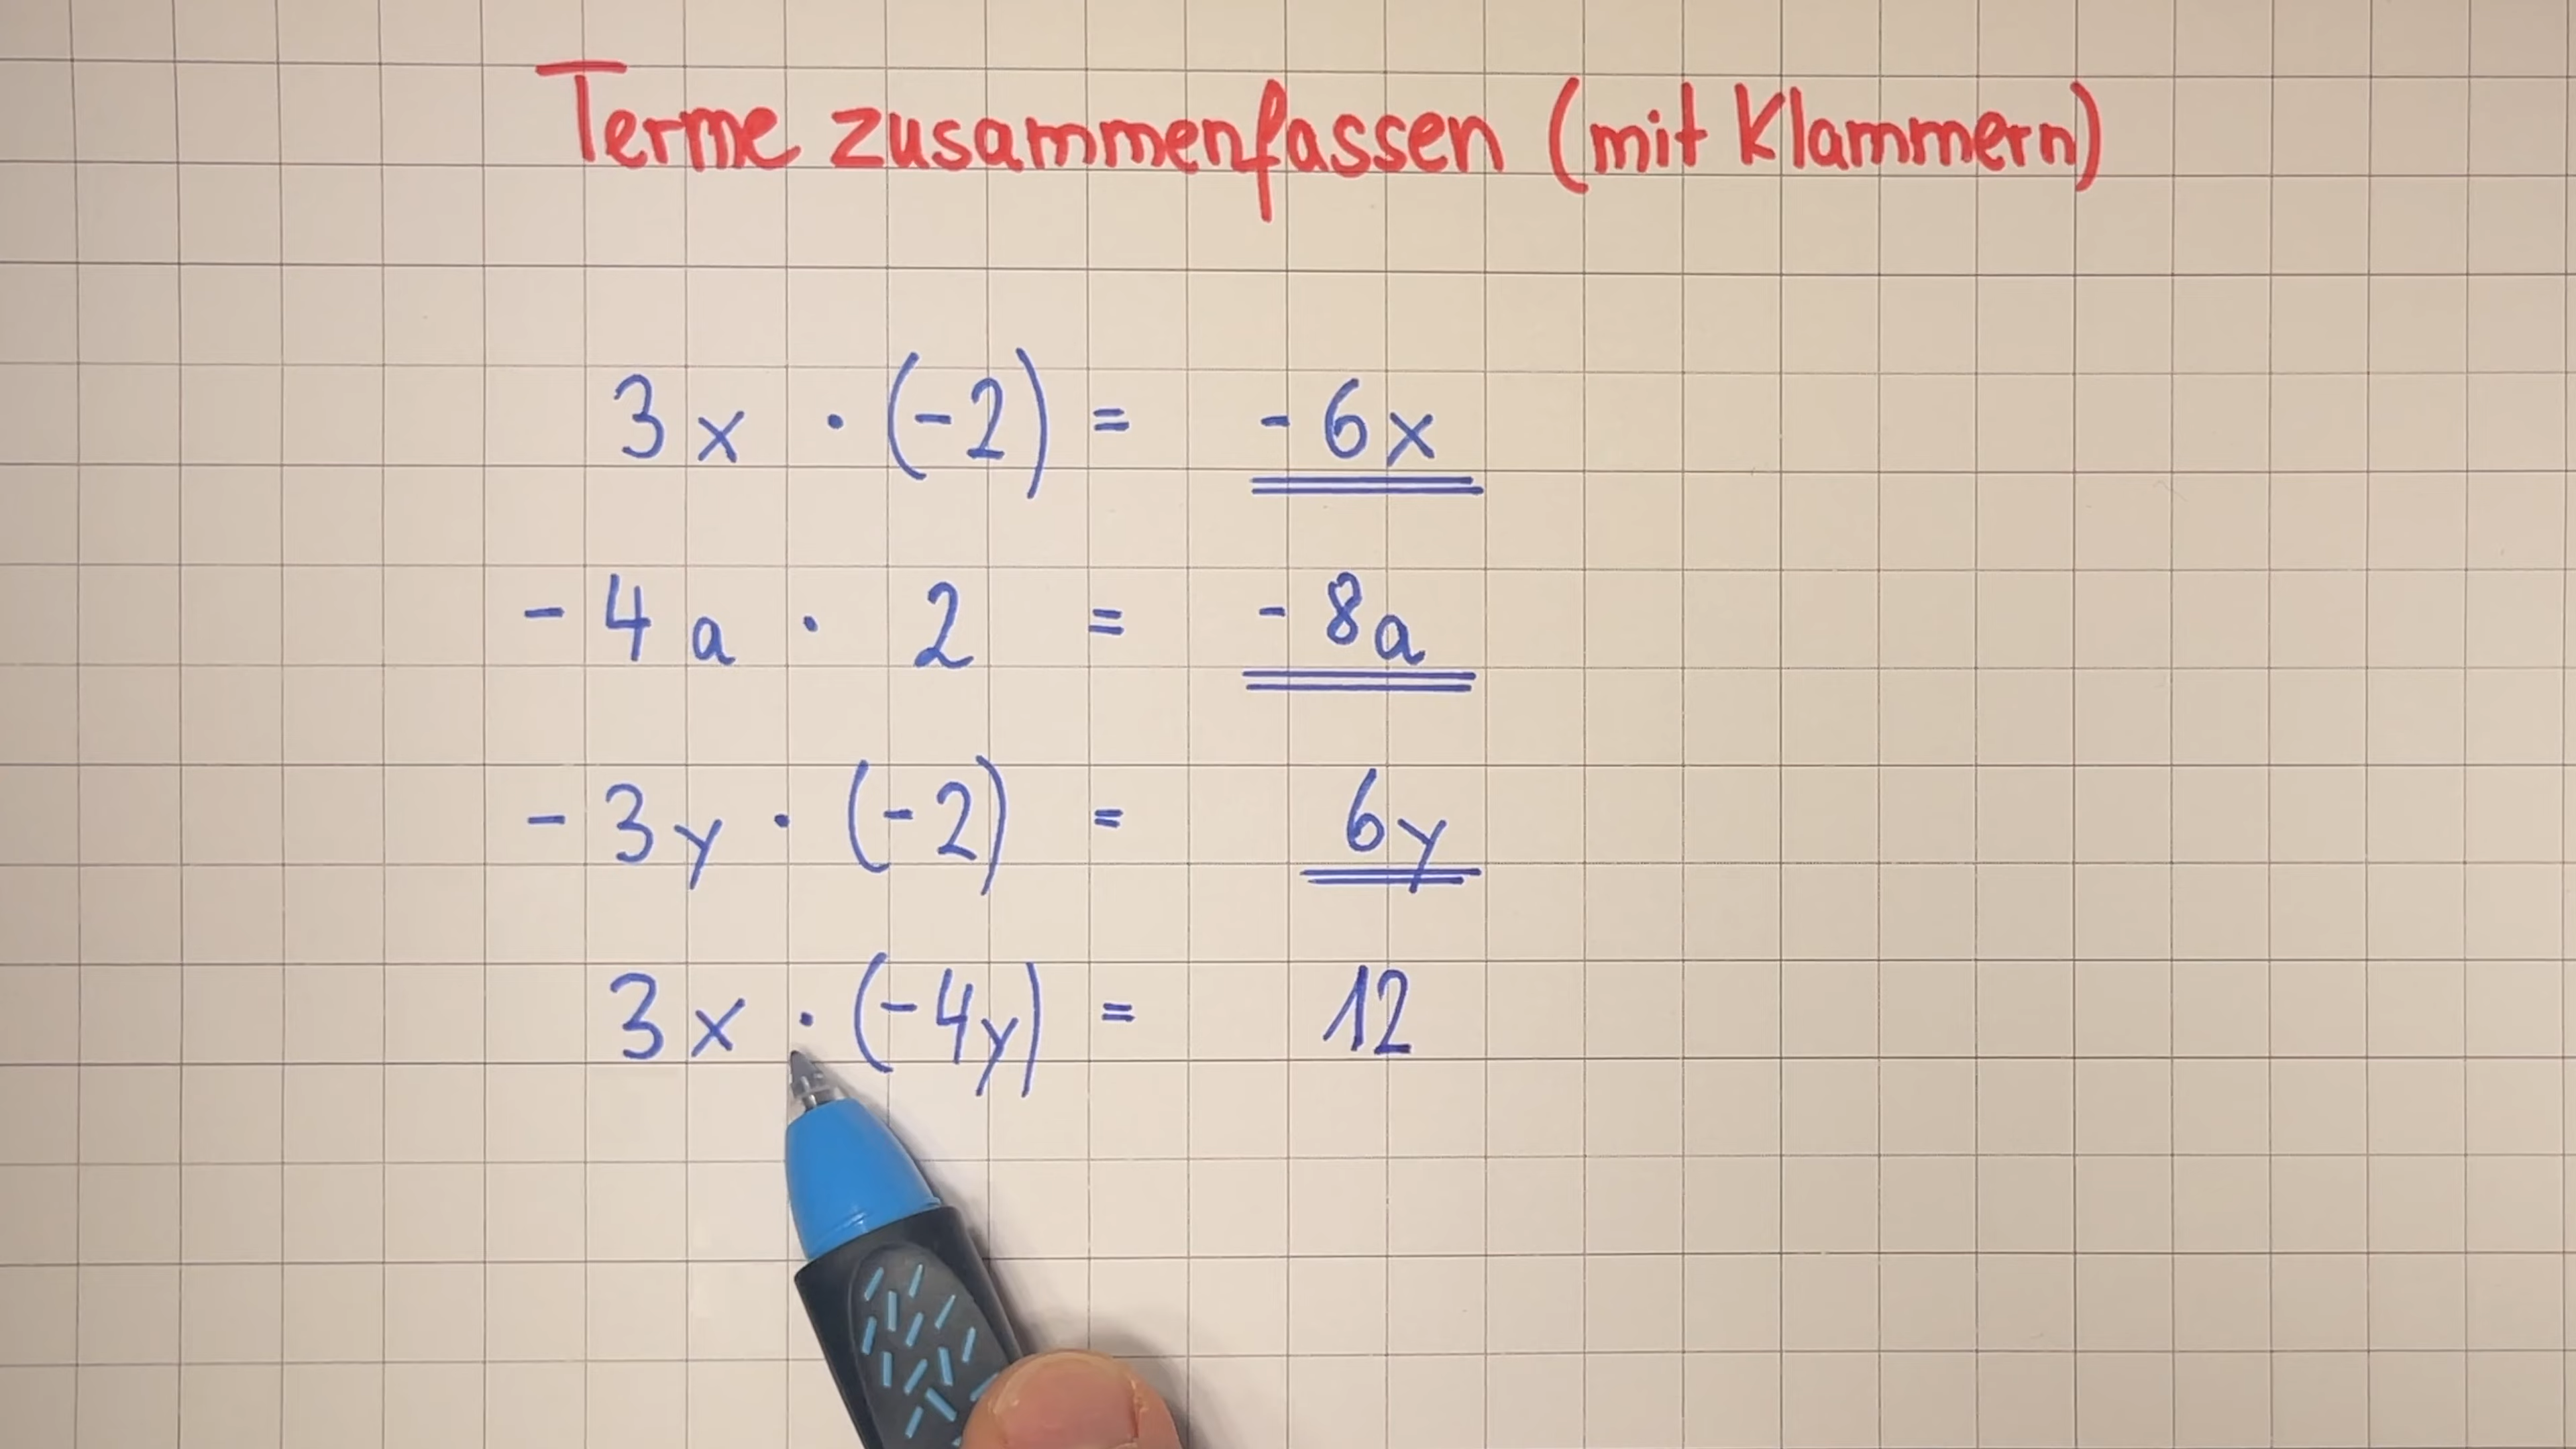 Terme zusammenfassen (mit Klammern)
3x · (-2) = - 6x
- 4a · 2 = - 8a
- 3y · (-2) = 6y
3x · (-4y) = 12